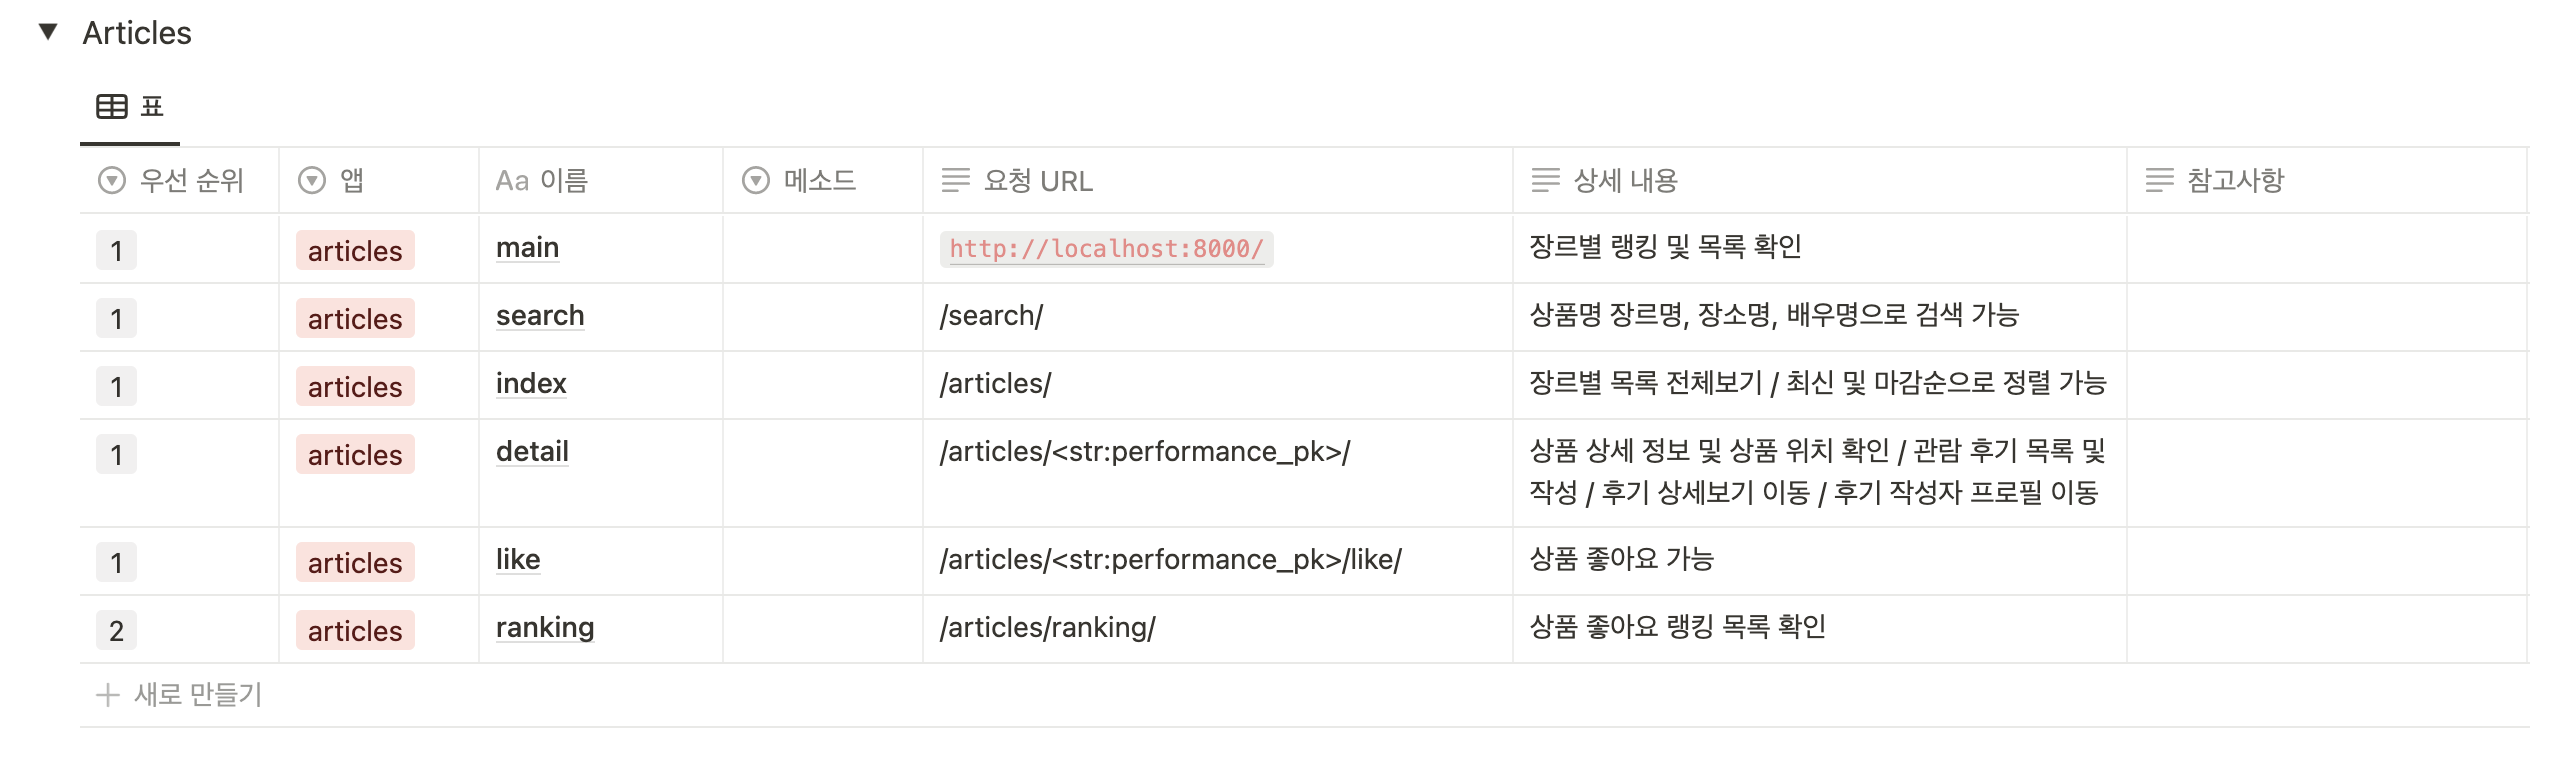 Articles
표
우선 순위 앱 Aa 이름 메소드 요청 URL 상세 내용 참고사항
1 articles main http://localhost:8000/ 장르별 랭킹 및 목록 확인
1 articles search /search/ 상품명 장르명, 장소명, 배우명으로 검색 가능
1 articles index /articles/ 장르별 목록 전체보기 / 최신 및 마감순으로 정렬 가능
1 articles detail /articles/<str:performance_pk>/ 상품 상세 정보 및 상품 위치 확인 / 관람 후기 목록 및
작성 / 후기 상세보기 이동 / 후기 작성자 프로필 이동
1 articles like /articles/<str:performance_pk>/like/ 상품 좋아요 가능
2 articles ranking /articles/ranking/ 상품 좋아요 랭킹 목록 확인
새로 만들기